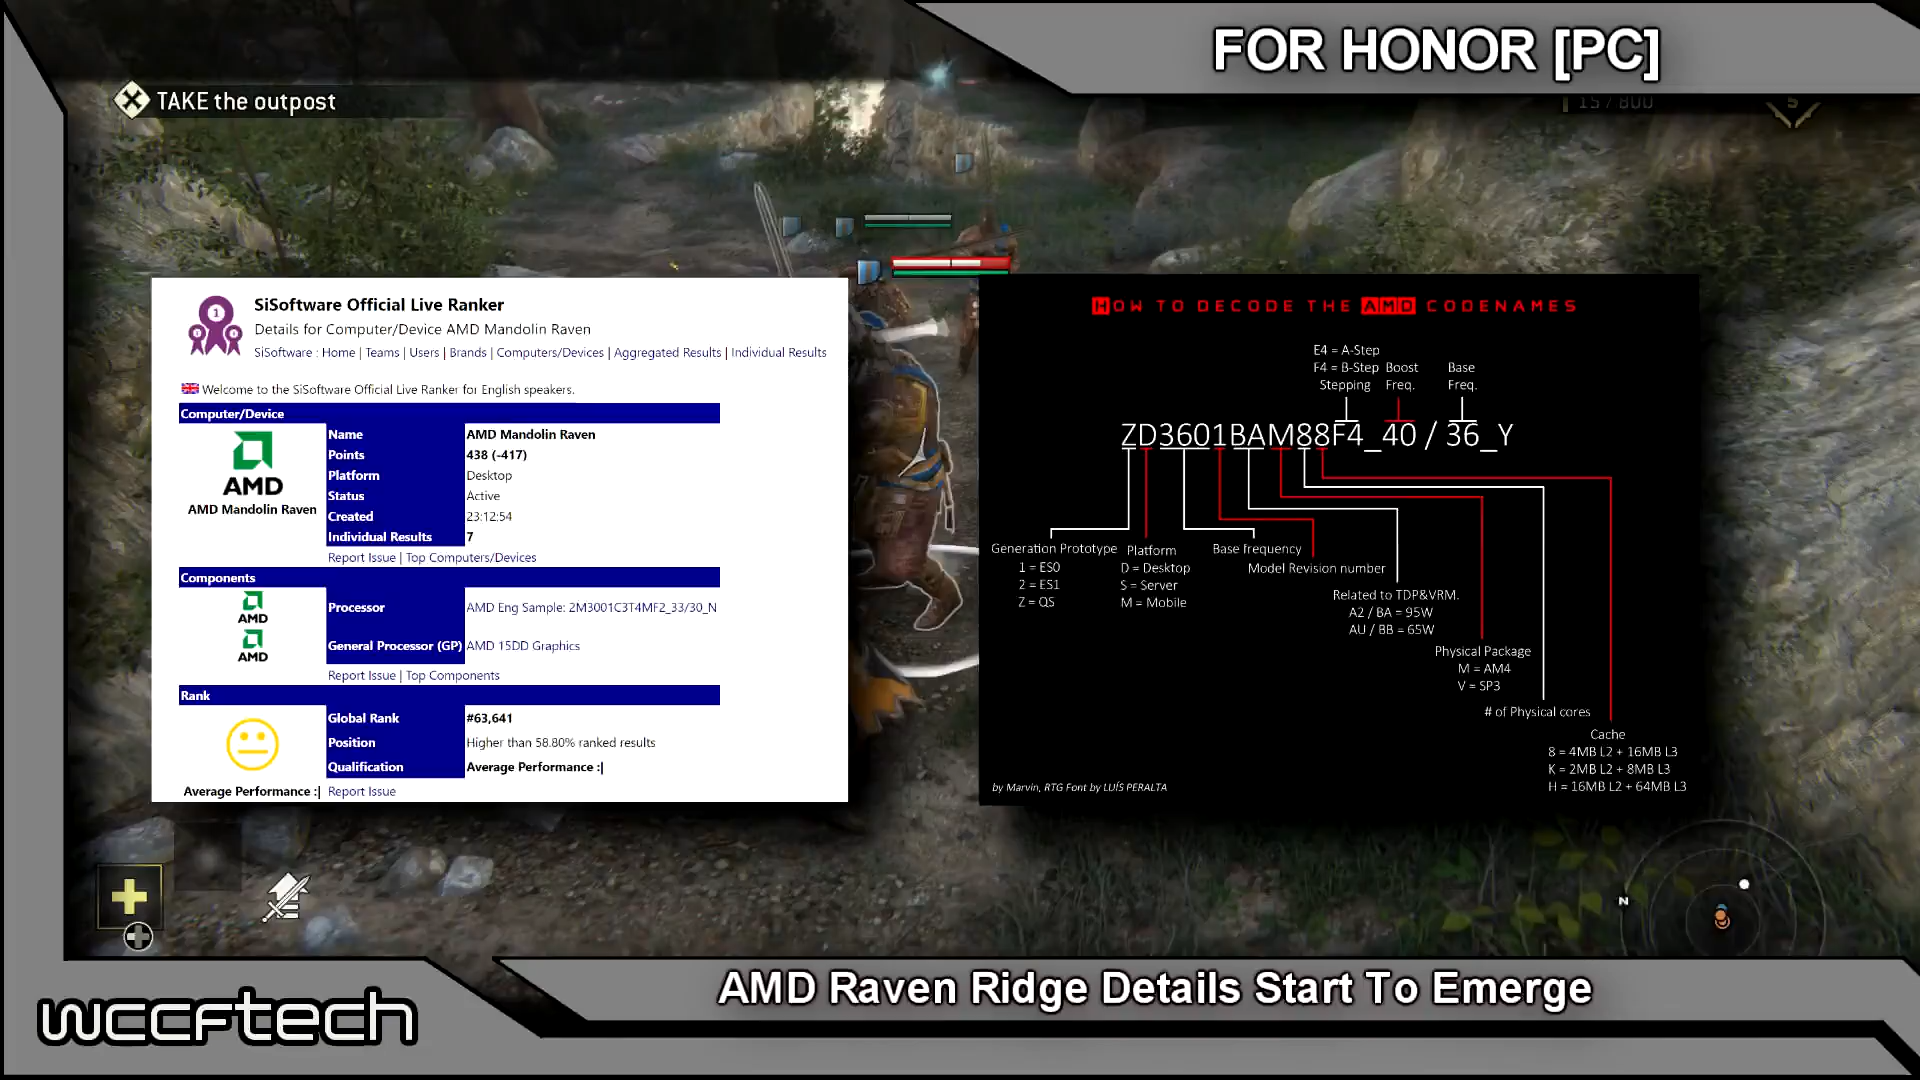 FOR HONOR [PC]
TAKE the outpost
15 / 800
5
SiSoftware Official Live Ranker
Details for Computer/Device AMD Mandolin Raven
SiSoftware : Home | Teams | Users | Brands | Computers/Devices | Aggregated Results | Individual Results
Welcome to the SiSoftware Official Live Ranker for English speakers.
Computer/Device
AMD
AMD Mandolin Raven
Name AMD Mandolin Raven
Points 438 (-417)
Platform Desktop
Status Active
Created 23:12:54
Individual Results 7
Report Issue | Top Computers/Devices
Components
AMD
Processor AMD Eng Sample: 2M3001C3T4MF2_33/30_N
AMD
General Processor (GP) AMD 15DD Graphics
Report Issue | Top Components
Rank
Global Rank #63,641
Position Higher than 58.80% ranked results
Qualification Average Performance :|
Average Performance :| Report Issue
HOW TO DECODE THE AMD CODENAMES
E4 = A-Step
F4 = B-Step
Stepping
Boost
Freq.
Base
Freq.
ZD3601BAM88F4_40 / 36_Y
Generation Prototype
1 = ES0
2 = ES1
Z = QS
Platform
D = Desktop
S = Server
M = Mobile
Base frequency
Model Revision number
Related to TDP&VRM.
A2 / BA = 95W
AU / BB = 65W
Physical Package
M = AM4
V = SP3
# of Physical cores
Cache
8 = 4MB L2 + 16MB L3
K = 2MB L2 + 8MB L3
H = 16MB L2 + 64MB L3
by Marvin, RTG Font by LUÍS PERALTA
N
AMD Raven Ridge Details Start To Emerge
wccftech